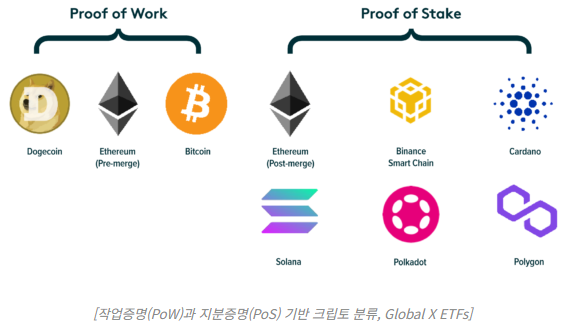 Proof of Work
Proof of Stake
Dogecoin
Ethereum
(Pre-merge)
Bitcoin
Ethereum
(Post-merge)
Binance
Smart Chain
Cardano
Solana
Polkadot
Polygon
[작업증명(PoW)과 지분증명(PoS) 기반 크립토 분류, Global X ETFs]